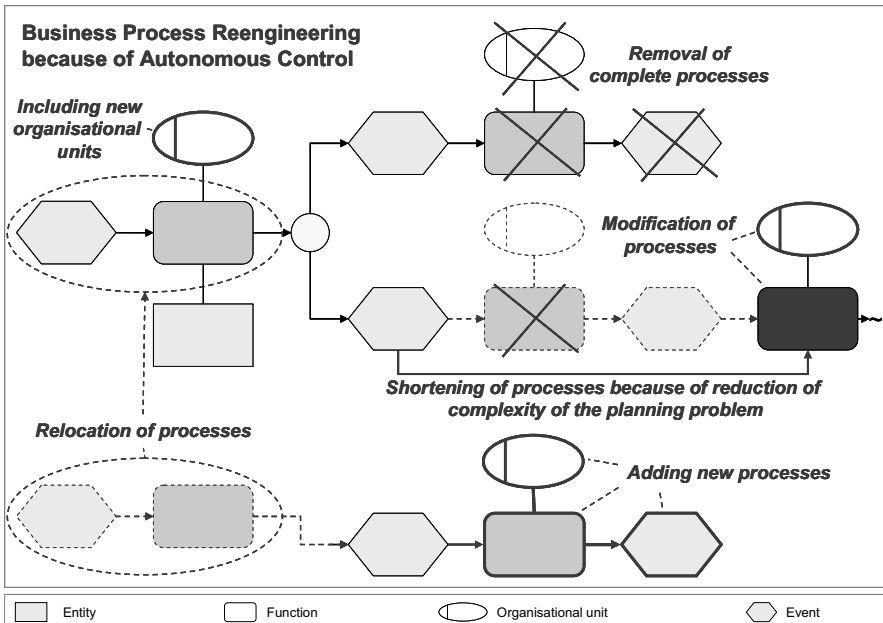 Business Process Reengineering
because of Autonomous Control
Removal of
complete processes
Including new
organisational
units
Modification of
processes
~
Shortening of processes because of reduction of
complexity of the planning problem
Relocation of processes
Adding new processes
Entity
Function
Organisational unit
Event